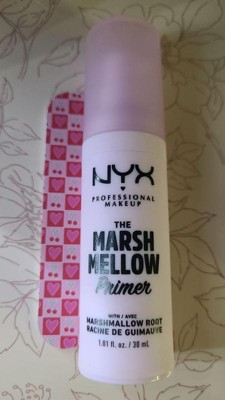 NYX
PROFESSIONAL
MAKEUP
THE
MARSH
MELLOW
Primer
WITH / AVEC
MARSHMALLOW ROOT
RACINE DE GUIMAUVE
1.01 fl. oz. / 30 mL